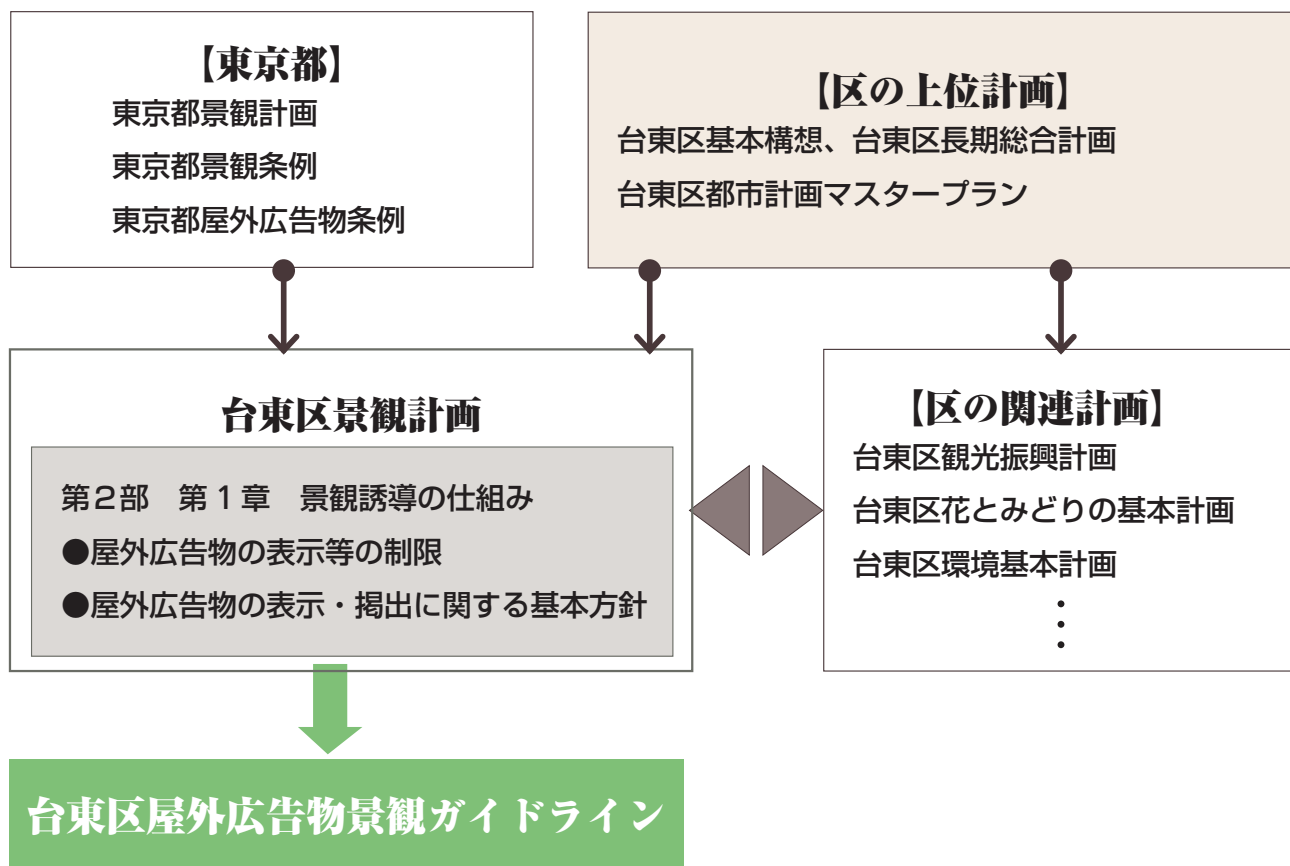 【東京都】
東京都景観計画
東京都景観条例
東京都屋外広告物条例
【区の上位計画】
台東区基本構想、台東区長期総合計画
台東区都市計画マスタープラン
台東区景観計画
第２部　第１章　景観誘導の仕組み
●屋外広告物の表示等の制限
●屋外広告物の表示・掲出に関する基本方針
【区の関連計画】
台東区観光振興計画
台東区花とみどりの基本計画
台東区環境基本計画
⋮
台東区屋外広告物景観ガイドライン